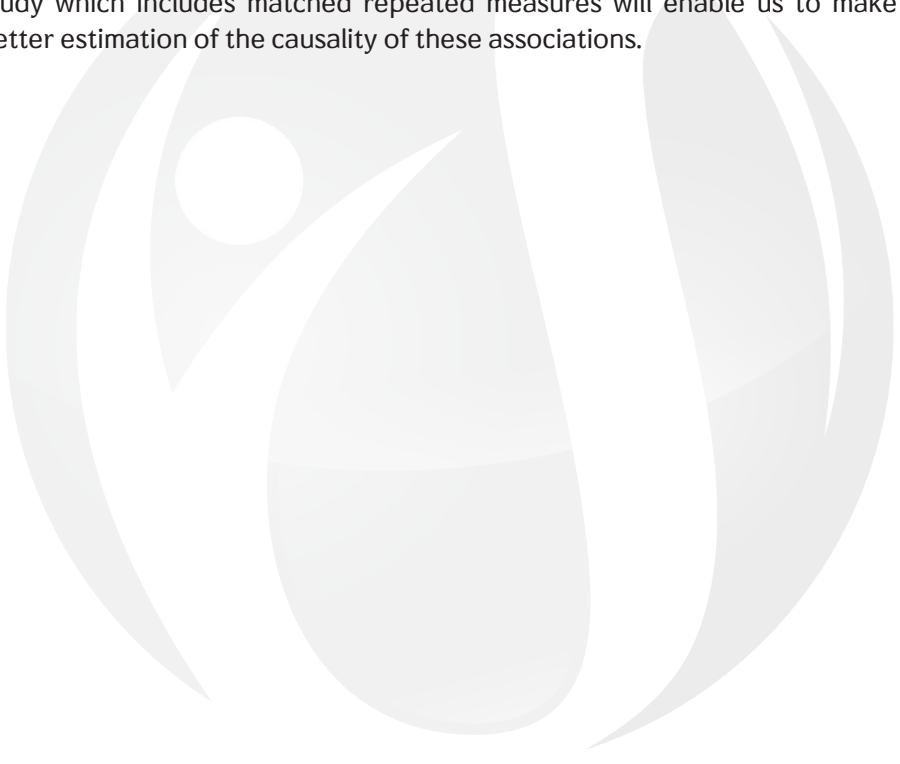 udy which includes matched repeated measures will enable us to make
etter estimation of the causality of these associations.